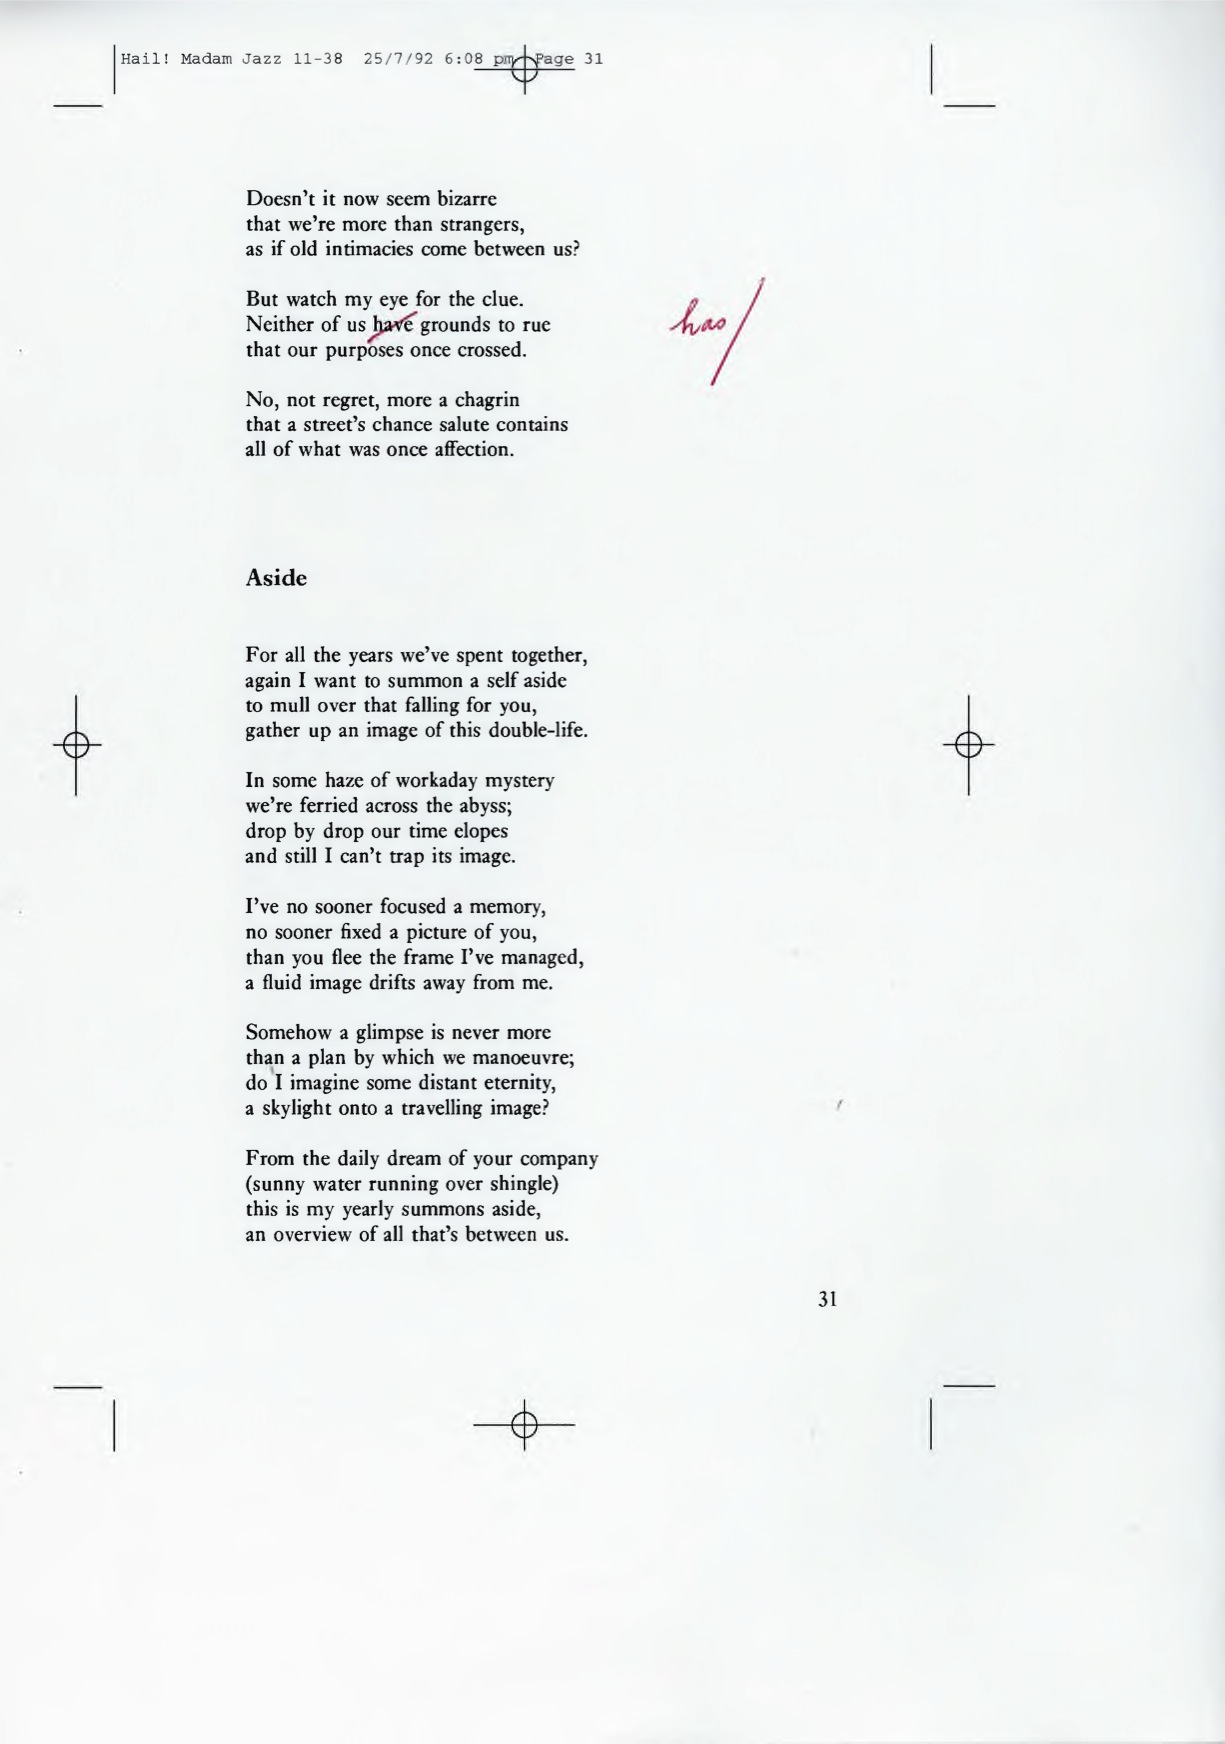 Hail! Madam Jazz 11-38 25/7/92 6:08 pm Page 31
Doesn't it now seem bizarre
that we're more than strangers,
as if old intimacies come between us?
But watch my eye for the clue.
Neither of us have grounds to rue has/
that our purposes once crossed.
No, not regret, more a chagrin
that a street's chance salute contains
all of what was once affection.
Aside
For all the years we've spent together,
again I want to summon a self aside
to mull over that falling for you,
gather up an image of this double-life.
In some haze of workaday mystery
we're ferried across the abyss;
drop by drop our time elopes
and still I can't trap its image.
I've no sooner focused a memory,
no sooner fixed a picture of you,
than you flee the frame I've managed,
a fluid image drifts away from me.
Somehow a glimpse is never more
than a plan by which we manoeuvre;
do I imagine some distant eternity,
a skylight onto a travelling image?
From the daily dream of your company
(sunny water running over shingle)
this is my yearly summons aside,
an overview of all that's between us.
31